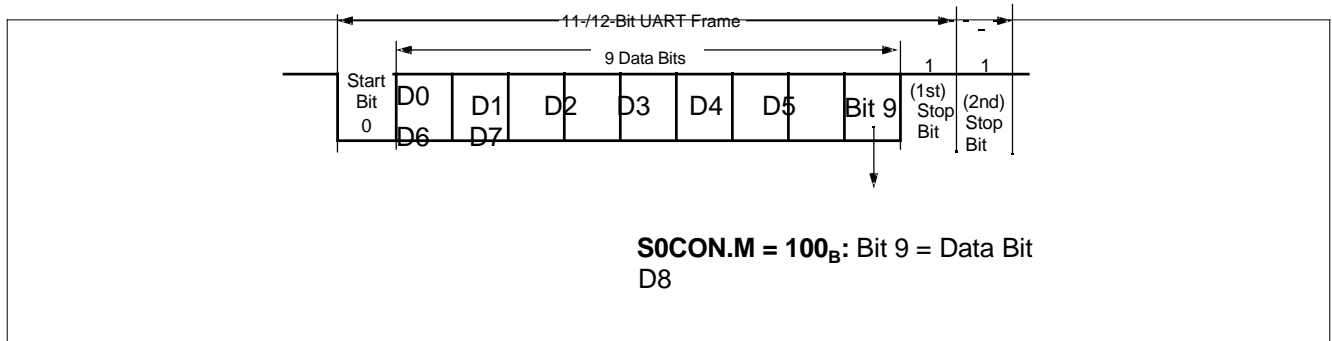 11-/12-Bit UART Frame
9 Data Bits
Start Bit 0
D0 D1 D2 D3 D4 D5 Bit 9
D6 D7
1 (1st) Stop Bit
1 (2nd) Stop Bit
S0CON.M = 100B: Bit 9 = Data Bit
D8